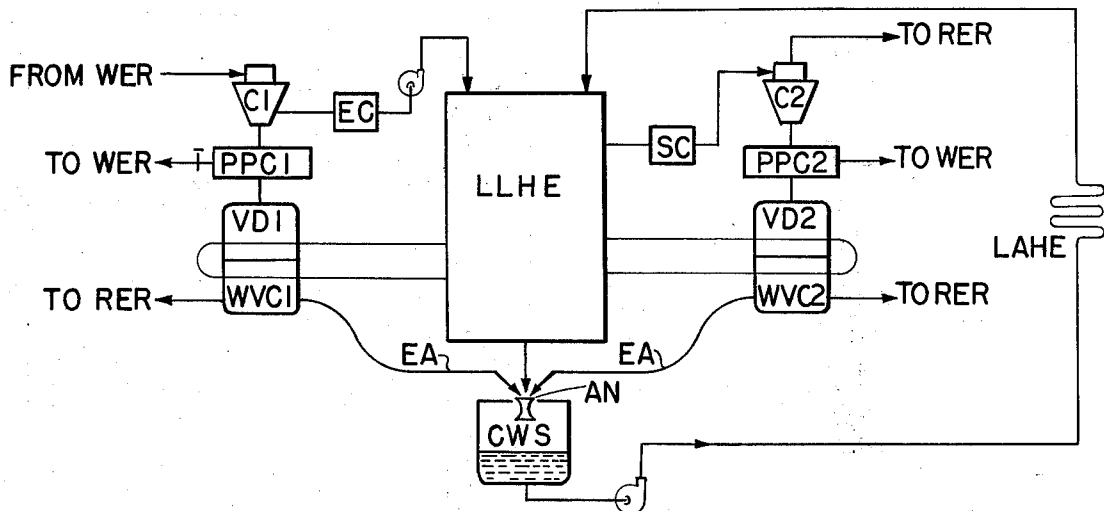 TO RER
FROM WER
C1
EC
C2
SC
TO WER
PPC1
LLHE
PPC2
TO WER
VD1
VD2
LAHE
TO RER
WVC1
WVC2
TO RER
EA
EA
AN
CWS